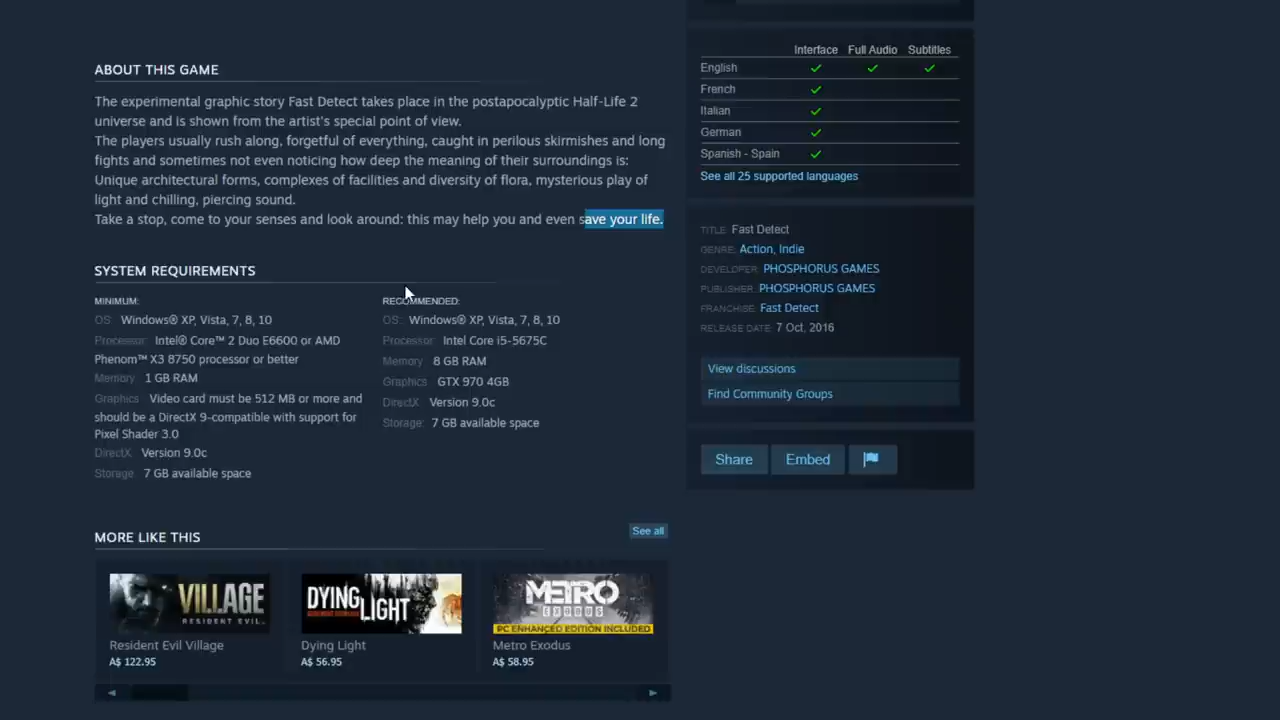 ABOUT THIS GAME
The experimental graphic story Fast Detect takes place in the postapocalyptic Half-Life 2
universe and is shown from the artist's special point of view.
The players usually rush along, forgetful of everything, caught in perilous skirmishes and long
fights and sometimes not even noticing how deep the meaning of their surroundings is:
Unique architectural forms, complexes of facilities and diversity of flora, mysterious play of
light and chilling, piercing sound.
Take a stop, come to your senses and look around: this may help you and even save your life.
SYSTEM REQUIREMENTS
MINIMUM:
OS: Windows® XP, Vista, 7, 8, 10
Processor: Intel® Core™ 2 Duo E6600 or AMD
Phenom™ X3 8750 processor or better
Memory: 1 GB RAM
Graphics: Video card must be 512 MB or more and
should be a DirectX 9-compatible with support for
Pixel Shader 3.0
DirectX: Version 9.0c
Storage: 7 GB available space
RECOMMENDED:
OS: Windows® XP, Vista, 7, 8, 10
Processor: Intel Core i5-5675C
Memory: 8 GB RAM
Graphics: GTX 970 4GB
DirectX: Version 9.0c
Storage: 7 GB available space
MORE LIKE THIS
See all
VILLAGE
RESIDENT EVIL
Resident Evil Village
A$ 122.95
DYING LIGHT
Dying Light
A$ 56.95
METRO
EXODUS
PC ENHANCED EDITION INCLUDED
Metro Exodus
A$ 58.95
Interface Full Audio Subtitles
English ✓ ✓ ✓
French ✓
Italian ✓
German ✓
Spanish - Spain ✓
See all 25 supported languages
TITLE: Fast Detect
GENRE: Action, Indie
DEVELOPER: PHOSPHORUS GAMES
PUBLISHER: PHOSPHORUS GAMES
FRANCHISE: Fast Detect
RELEASE DATE: 7 Oct, 2016
View discussions
Find Community Groups
Share
Embed